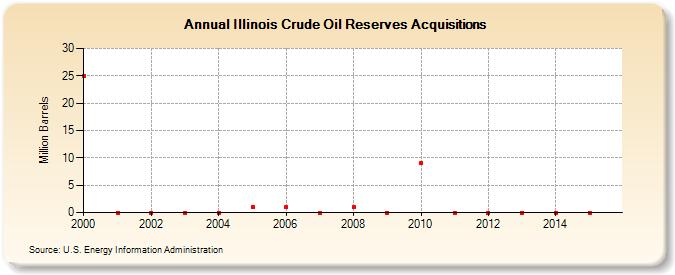 Annual Illinois Crude Oil Reserves Acquisitions
Million Barrels
30
25
20
15
10
5
0
2000 2002 2004 2006 2008 2010 2012 2014
Source: U.S. Energy Information Administration